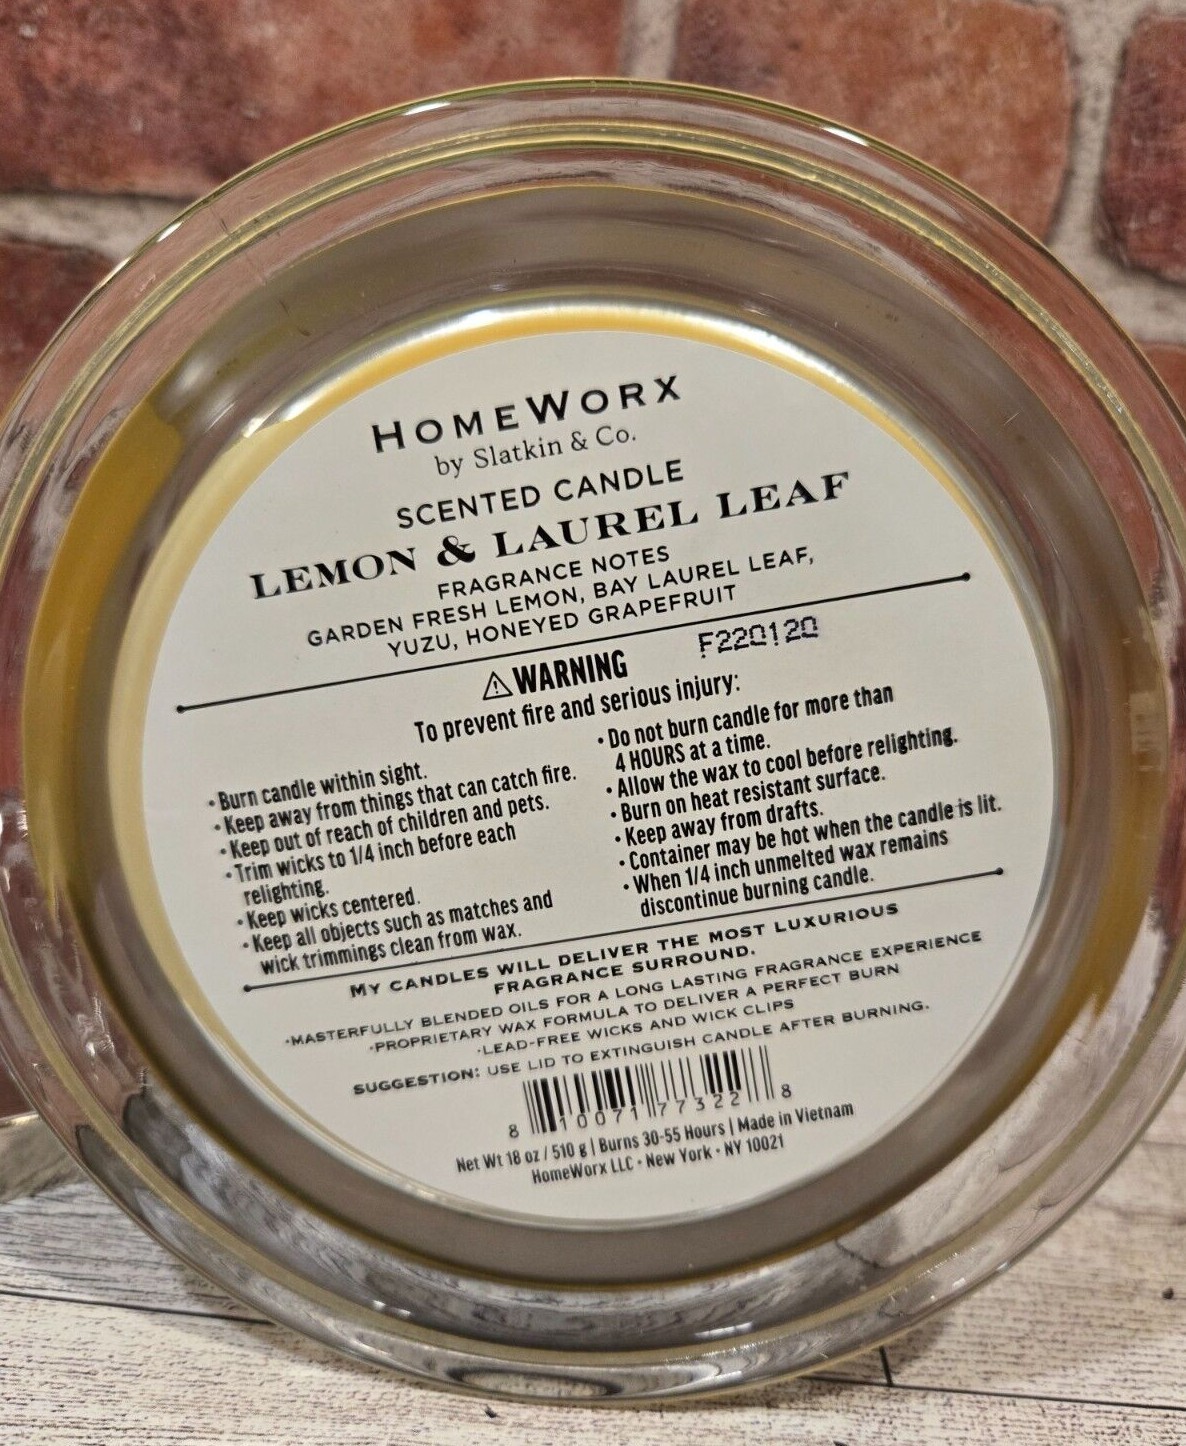 HOMEWORX
by Slatkin & Co.
SCENTED CANDLE
LEMON & LAUREL LEAF
FRAGRANCE NOTES
GARDEN FRESH LEMON, BAY LAUREL LEAF,
YUZU, HONEYED GRAPEFRUIT
F220120
⚠WARNING
To prevent fire and serious injury:
• Burn candle within sight.
• Keep away from things that can catch fire.
• Keep out of reach of children and pets.
• Trim wicks to 1/4 inch before each
relighting.
• Keep wicks centered.
• Keep all objects such as matches and
wick trimmings clean from wax.
• Do not burn candle for more than
4 HOURS at a time.
• Allow the wax to cool before relighting.
• Burn on heat resistant surface.
• Keep away from drafts.
• Container may be hot when the candle is lit.
• When 1/4 inch unmelted wax remains
discontinue burning candle.
MY CANDLES WILL DELIVER THE MOST LUXURIOUS
FRAGRANCE SURROUND.
·MASTERFULLY BLENDED OILS FOR A LONG LASTING FRAGRANCE EXPERIENCE
·PROPRIETARY WAX FORMULA TO DELIVER A PERFECT BURN
·LEAD-FREE WICKS AND WICK CLIPS
SUGGESTION: USE LID TO EXTINGUISH CANDLE AFTER BURNING.
8 10071 77322 8
Net Wt 18 oz / 510 g | Burns 30-55 Hours | Made in Vietnam
HomeWorx LLC • New York • NY 10021